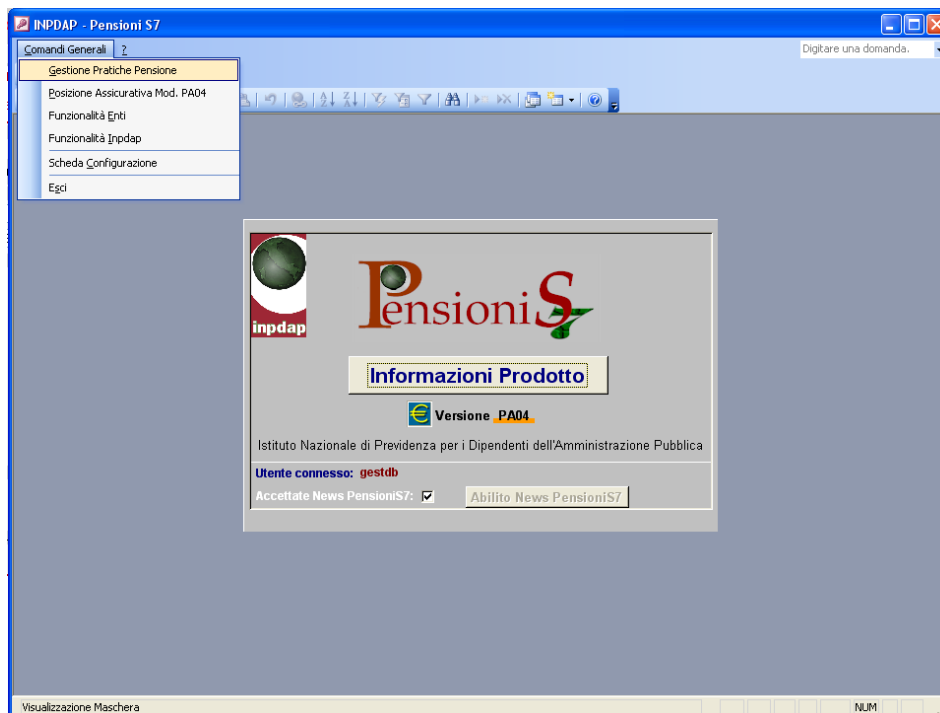 INPDAP - Pensioni S7
Comandi Generali ?
Digitare una domanda.
Gestione Pratiche Pensione
Posizione Assicurativa Mod. PA04
Funzionalità Enti
Funzionalità Inpdap
Scheda Configurazione
Esci
inpdap
PensioniS7
Informazioni Prodotto
Versione PA04
Istituto Nazionale di Previdenza per i Dipendenti dell'Amministrazione Pubblica
Utente connesso: gestdb
Accettate News PensioniS7:
Abilito News PensioniS7
Visualizzazione Maschera
NUM